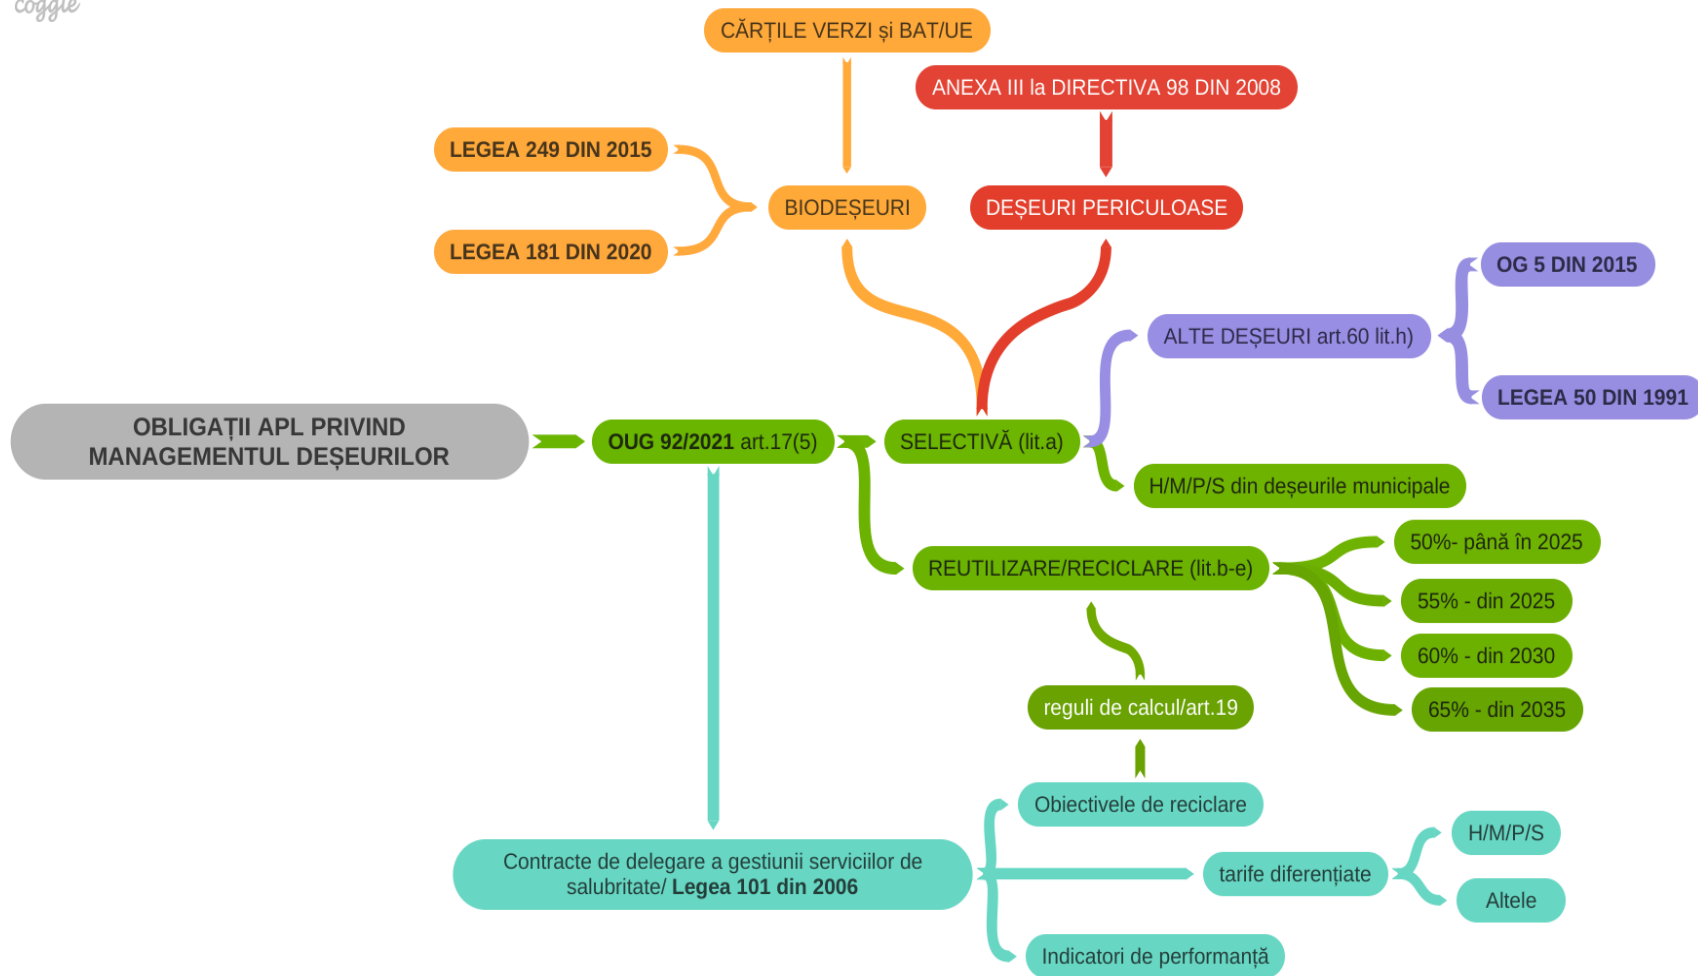 coggle
CĂRȚILE VERZI și BAT/UE
ANEXA III la DIRECTIVA 98 DIN 2008
LEGEA 249 DIN 2015
BIODEȘEURI
DEȘEURI PERICULOASE
LEGEA 181 DIN 2020
OG 5 DIN 2015
ALTE DEȘEURI art.60 lit.h)
LEGEA 50 DIN 1991
OBLIGAȚII APL PRIVIND
MANAGEMENTUL DEȘEURILOR
OUG 92/2021 art.17(5)
SELECTIVĂ (lit.a)
H/M/P/S din deșeurile municipale
REUTILIZARE/RECICLARE (lit.b-e)
50%- până în 2025
55% - din 2025
60% - din 2030
65% - din 2035
reguli de calcul/art.19
Obiectivele de reciclare
Contracte de delegare a gestiunii serviciilor de
salubritate/ Legea 101 din 2006
tarife diferențiate
H/M/P/S
Altele
Indicatori de performanță